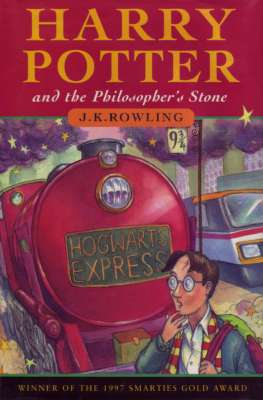 HARRY
POTTER
and the Philosopher's Stone
J.K.ROWLING
9¾
HOGWARTS
EXPRESS
WINNER OF THE 1997 SMARTIES GOLD AWARD